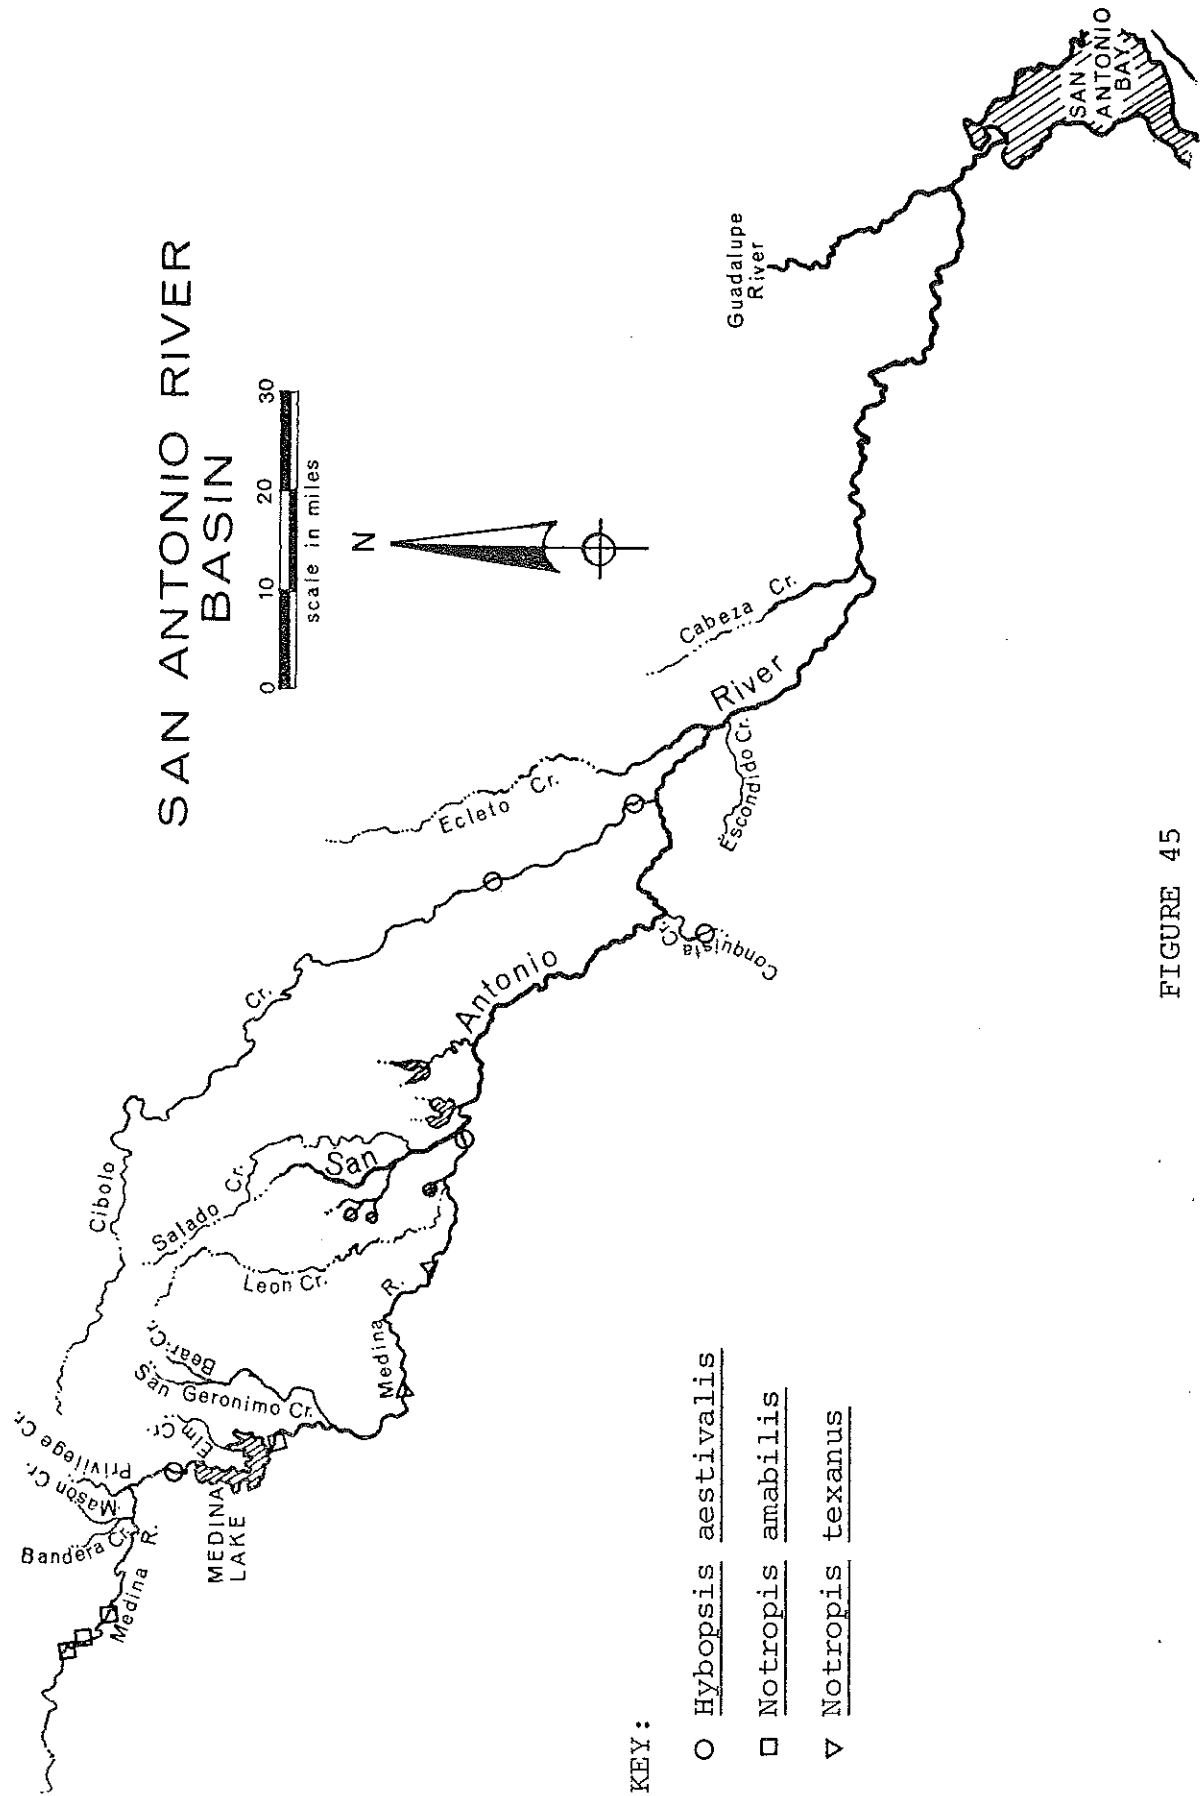 SAN ANTONIO RIVER
BASIN
0 10 20 30
scale in miles
N
Privilege Cr.
Mason Cr.
Bandera Cr.
Medina R.
MEDINA
LAKE
Elm Cr.
San Geronimo Cr.
Bear Cr.
Medina R.
Leon Cr.
Salado Cr.
Cibolo Cr.
San Antonio River
Ecleto Cr.
Conquista Cr.
Escondido Cr.
Cabeza Cr.
Guadalupe
River
SAN
ANTONIO
BAY
KEY:
Hybopsis aestivalis
Notropis amabilis
Notropis texanus
FIGURE 45